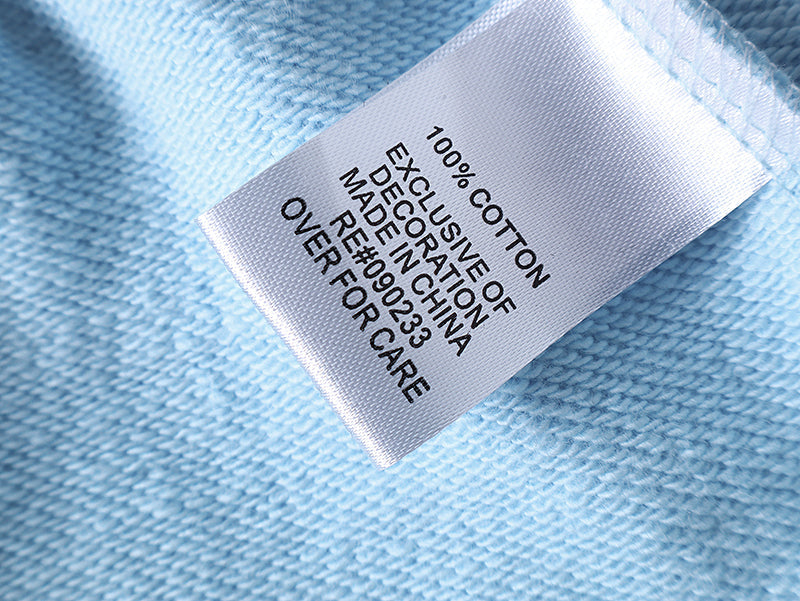 100% COTTON
EXCLUSIVE OF
DECORATION
MADE IN CHINA
RE#090233
OVER FOR CARE